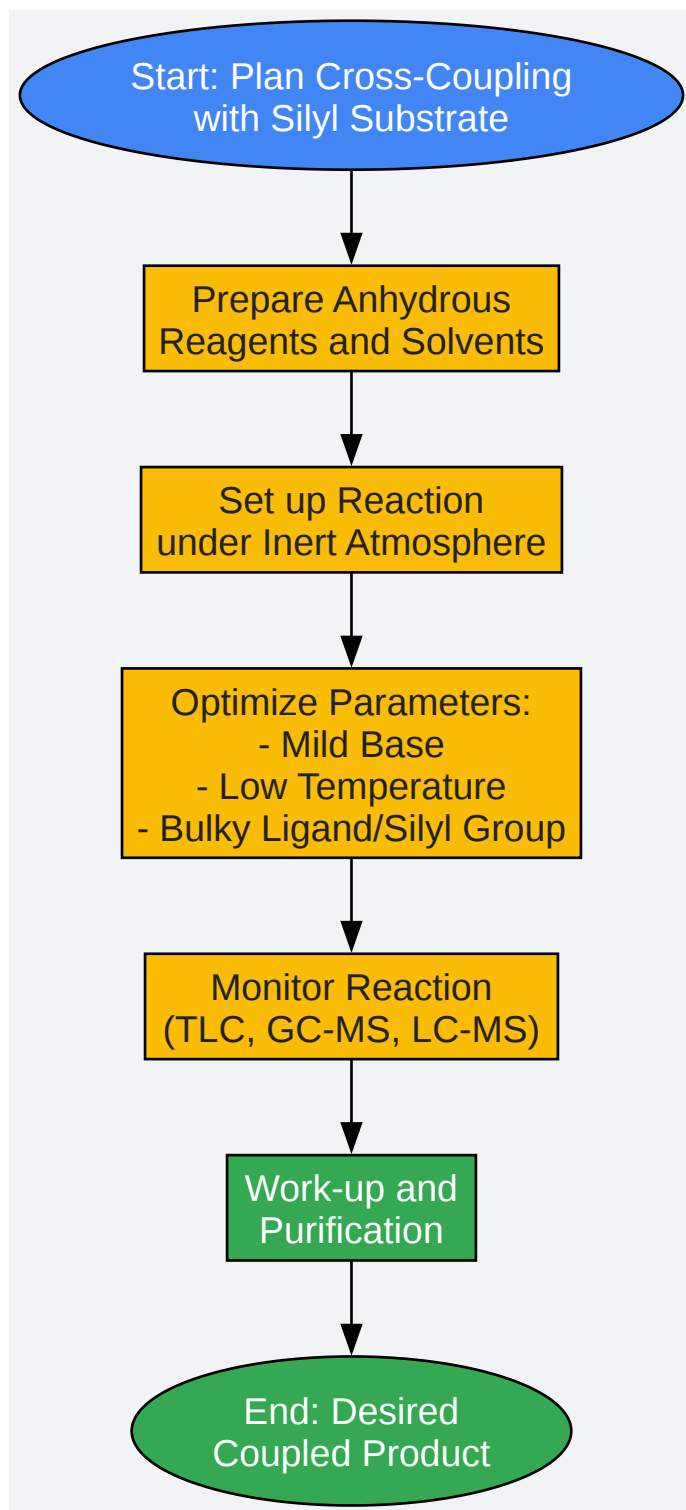 Start: Plan Cross-Coupling
with Silyl Substrate
Prepare Anhydrous
Reagents and Solvents
Set up Reaction
under Inert Atmosphere
Optimize Parameters:
- Mild Base
- Low Temperature
- Bulky Ligand/Silyl Group
Monitor Reaction
(TLC, GC-MS, LC-MS)
Work-up and
Purification
End: Desired
Coupled Product